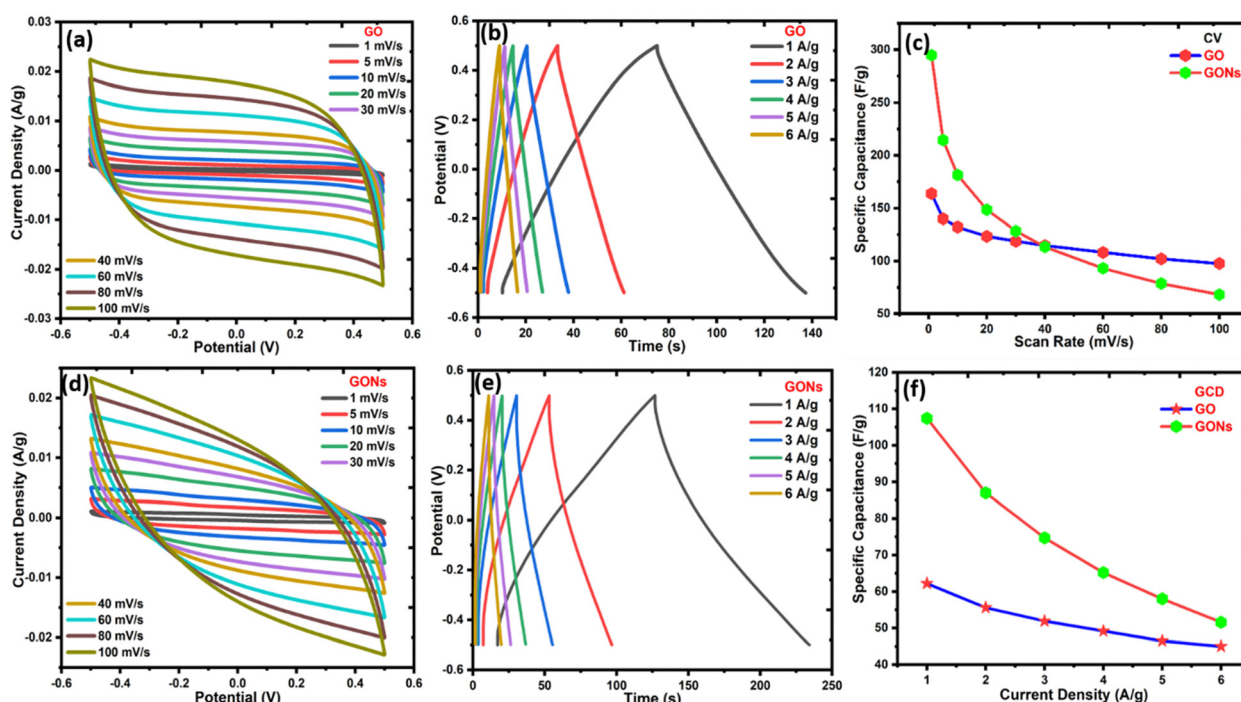 (a)
GO
1 mV/s
5 mV/s
10 mV/s
20 mV/s
30 mV/s
40 mV/s
60 mV/s
80 mV/s
100 mV/s
0.03
0.02
0.01
0.00
-0.01
-0.02
-0.03
Current Density (A/g)
-0.6 -0.4 -0.2 0.0 0.2 0.4 0.6
Potential (V)
(b)
GO
1 A/g
2 A/g
3 A/g
4 A/g
5 A/g
6 A/g
0.6
0.4
0.2
0.0
-0.2
-0.4
-0.6
Potential (V)
0 20 40 60 80 100 120 140
Time (s)
(c)
CV
GO
GONs
300
250
200
150
100
50
Specific Capacitance (F/g)
0 20 40 60 80 100
Scan Rate (mV/s)
(d)
GONs
1 mV/s
5 mV/s
10 mV/s
20 mV/s
30 mV/s
40 mV/s
60 mV/s
80 mV/s
100 mV/s
0.02
0.01
0.00
-0.01
-0.02
Current Density (A/g)
-0.6 -0.4 -0.2 0.0 0.2 0.4 0.6
Potential (V)
(e)
GONs
1 A/g
2 A/g
3 A/g
4 A/g
5 A/g
6 A/g
0.6
0.4
0.2
0.0
-0.2
-0.4
-0.6
Potential (V)
0 50 100 150 200 250
Time (s)
(f)
GCD
GO
GONs
120
110
100
90
80
70
60
50
40
Specific Capacitance (F/g)
1 2 3 4 5 6
Current Density (A/g)